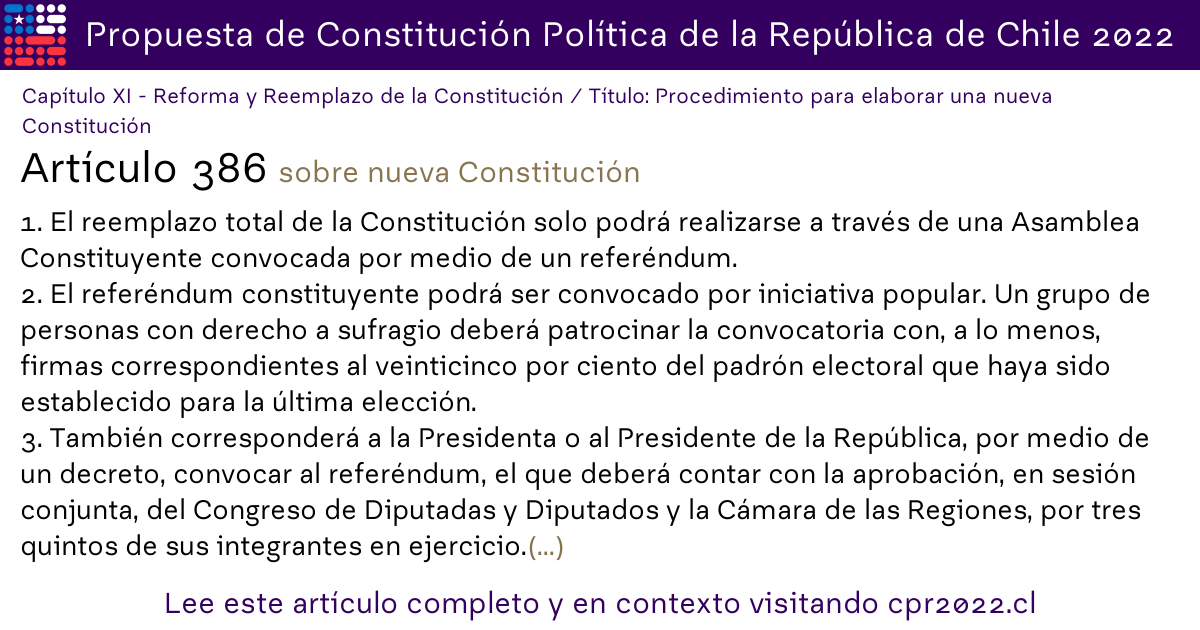 Propuesta de Constitución Política de la República de Chile 2022
Capítulo XI - Reforma y Reemplazo de la Constitución / Título: Procedimiento para elaborar una nueva
Constitución
Artículo 386 sobre nueva Constitución
1. El reemplazo total de la Constitución solo podrá realizarse a través de una Asamblea
Constituyente convocada por medio de un referéndum.
2. El referéndum constituyente podrá ser convocado por iniciativa popular. Un grupo de
personas con derecho a sufragio deberá patrocinar la convocatoria con, a lo menos,
firmas correspondientes al veinticinco por ciento del padrón electoral que haya sido
establecido para la última elección.
3. También corresponderá a la Presidenta o al Presidente de la República, por medio de
un decreto, convocar al referéndum, el que deberá contar con la aprobación, en sesión
conjunta, del Congreso de Diputadas y Diputados y la Cámara de las Regiones, por tres
quintos de sus integrantes en ejercicio.(...)
Lee este artículo completo y en contexto visitando cpr2022.cl